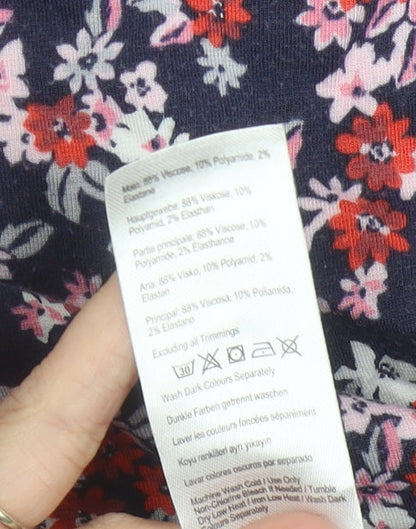 Main: 88% Viscose, 10% Polyamide, 2%
Elastane
Hauptgewebe: 88% Viskose, 10%
Polyamid, 2% Elasthan
Partie principale: 88% Viscose, 10%
Polyamide, 2% Elasthanne
Ana: 88% Visko, 10% Polyamid, 2%
Elastan
Principal: 88% Viscosa, 10% Poliamida,
2% Elastano
Excluding all Trimmings
30
Wash Dark Colours Separately
Dunkle Farben getrennt waschen
Laver les couleurs foncées séparément
Koyu renkileri ayrı yıkayın
Lavar colores oscuros por separado
Machine Wash Cold / Use Only
Non-Chlorine Bleach If Needed / Tumble
Dry Low / Iron Low Heat / Wash Dark
Colours Separately